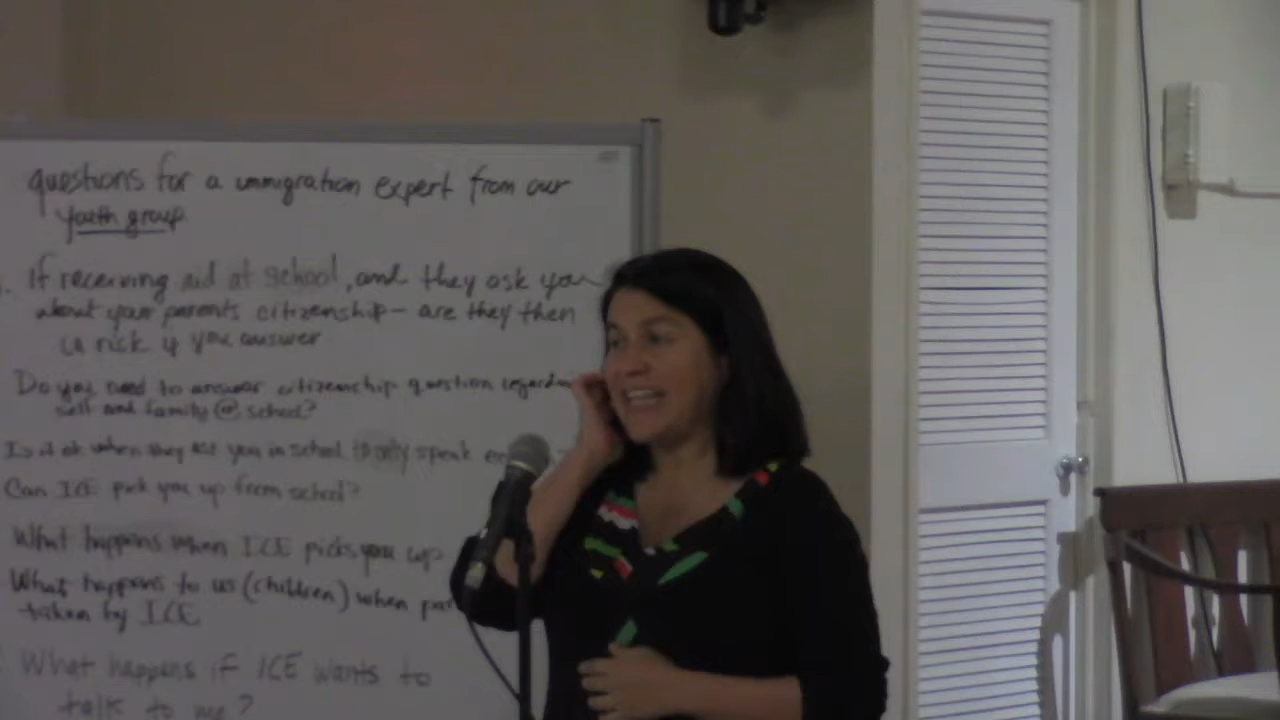 questions for a immigration expert from our
youth group
If receiving aid at school, and they ask you
about your parents citizenship - are they then
a risk if you answer
Do you need to answer citizenship question
self and family @ school?
Is it ok when they ask you in school to only speak
Can ICE pick you up from school?
What happens when ICE picks you up
What happens to us (children) when
taken by ICE
What happens if ICE wants to
talk to me?